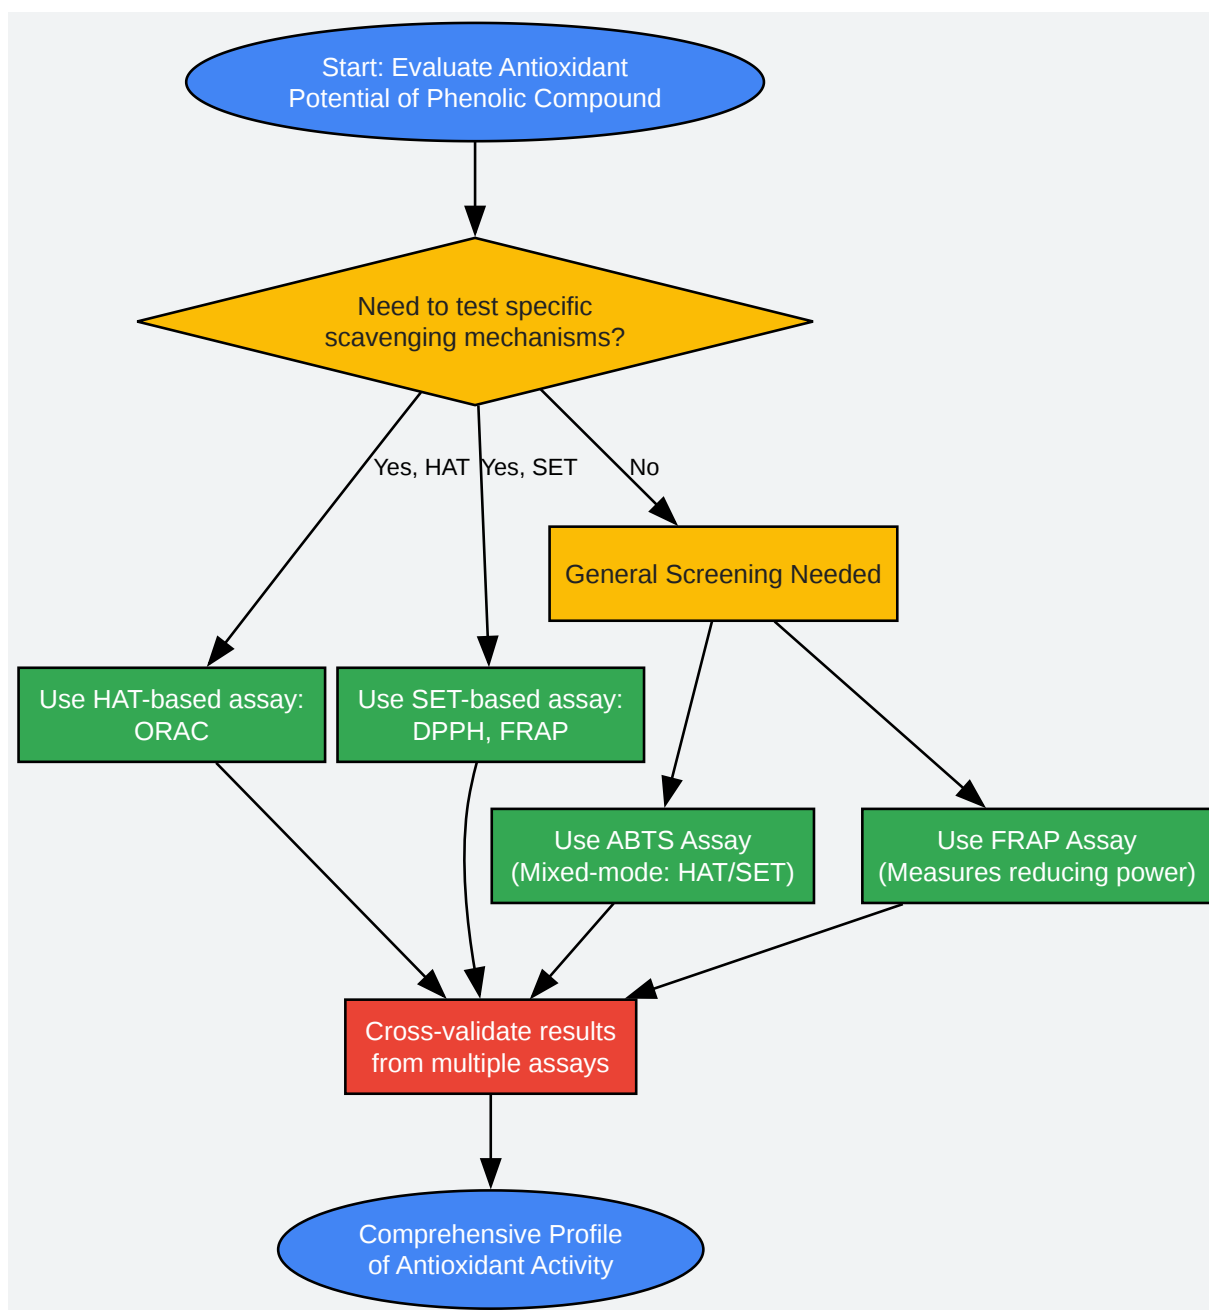 Start: Evaluate Antioxidant
Potential of Phenolic Compound
Need to test specific
scavenging mechanisms?
Yes, HAT
Yes, SET
No
General Screening Needed
Use HAT-based assay:
ORAC
Use SET-based assay:
DPPH, FRAP
Use ABTS Assay
(Mixed-mode: HAT/SET)
Use FRAP Assay
(Measures reducing power)
Cross-validate results
from multiple assays
Comprehensive Profile
of Antioxidant Activity